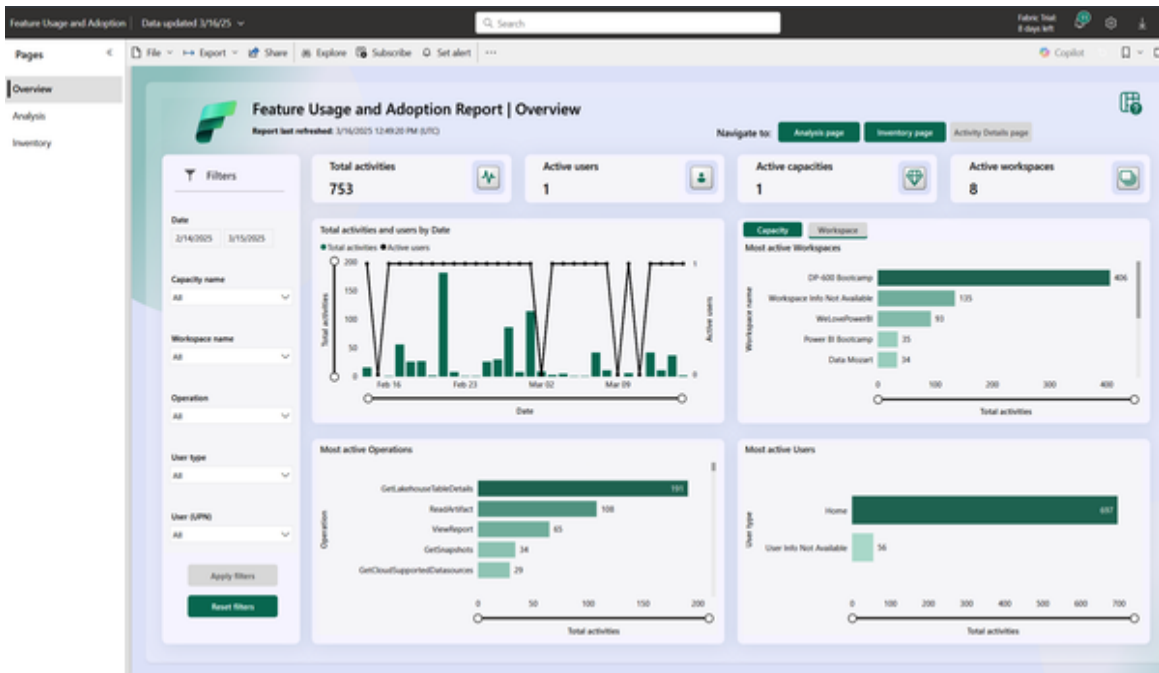 Feature Usage and Adoption | Data updated 3/16/25
Search
Fabric Trial:
8 days left
Pages
File
Export
Share
Explore
Subscribe
Set alert
Copilot
Overview
Analysis
Inventory
Feature Usage and Adoption Report | Overview
Report last refreshed: 3/16/2025 12:49:20 PM (UTC)
Navigate to:
Analysis page
Inventory page
Activity Details page
Filters
Total activities
753
Active users
1
Active capacities
1
Active workspaces
8
Date
2/14/2025 3/15/2025
Capacity name
All
Workspace name
All
Operation
All
User type
All
User (UPN)
All
Apply filters
Reset filters
Total activities and users by Date
Total activities Active users
Total activities
200
150
100
50
0
1
0
Active users
Feb 16 Feb 23 Mar 02 Mar 09
Date
Capacity Workspace
Most active Workspaces
Workspace name
DP-600 Bootcamp 406
Workspace Info Not Available 135
WeLovePowerBI 93
Power BI Bootcamp 35
Data Mozart 34
0 100 200 300 400
Total activities
Most active Operations
Operation
GetLakehouseTableDetails 191
ReadArtifact 108
ViewReport 65
GetSnapshots 34
GetCloudSupportedDatasources 29
0 50 100 150 200
Total activities
Most active Users
User type
Home 697
User Info Not Available 56
0 100 200 300 400 500 600 700
Total activities